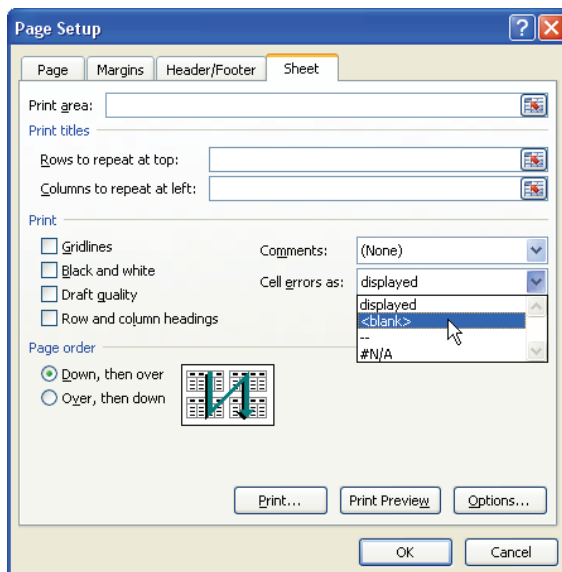 Page Setup
Page Margins Header/Footer Sheet
Print area:
Print titles
Rows to repeat at top:
Columns to repeat at left:
Print
Gridlines Comments: (None)
Black and white Cell errors as: displayed
Draft quality displayed
<blank>
Row and column headings --
#N/A
Page order
Down, then over
Over, then down
Print... Print Preview Options...
OK Cancel